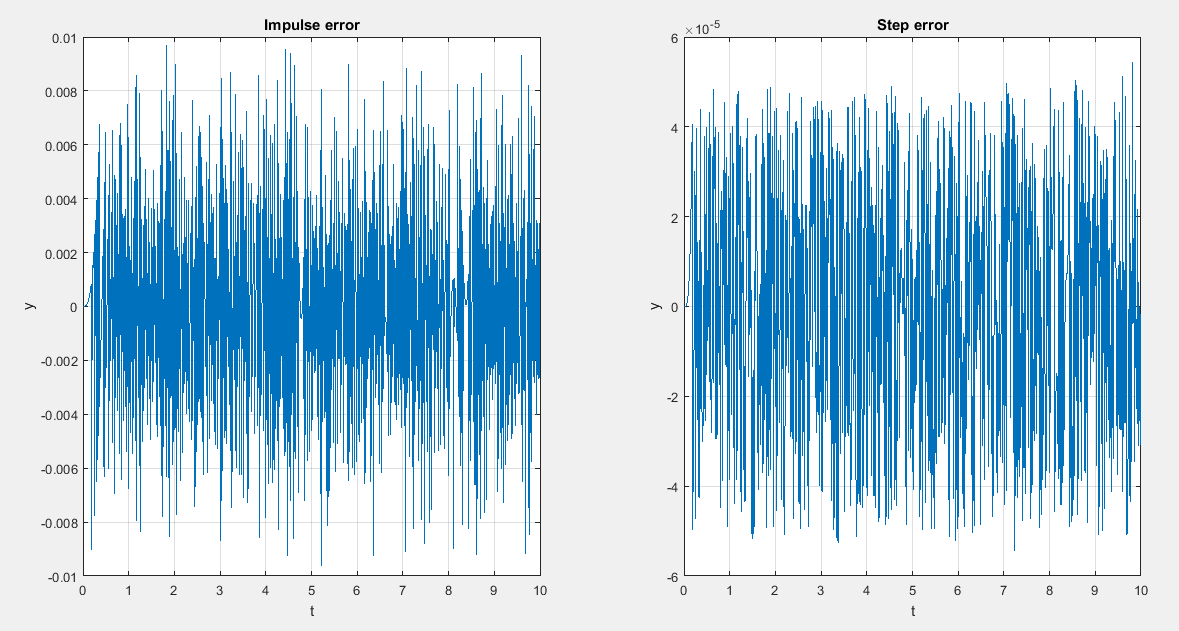 Impulse error
0.01
0.008
0.006
0.004
0.002
0
-0.002
-0.004
-0.006
-0.008
-0.01
y
0 1 2 3 4 5 6 7 8 9 10
t
Step error
×10⁻⁵
6
4
2
0
-2
-4
-6
y
0 1 2 3 4 5 6 7 8 9 10
t